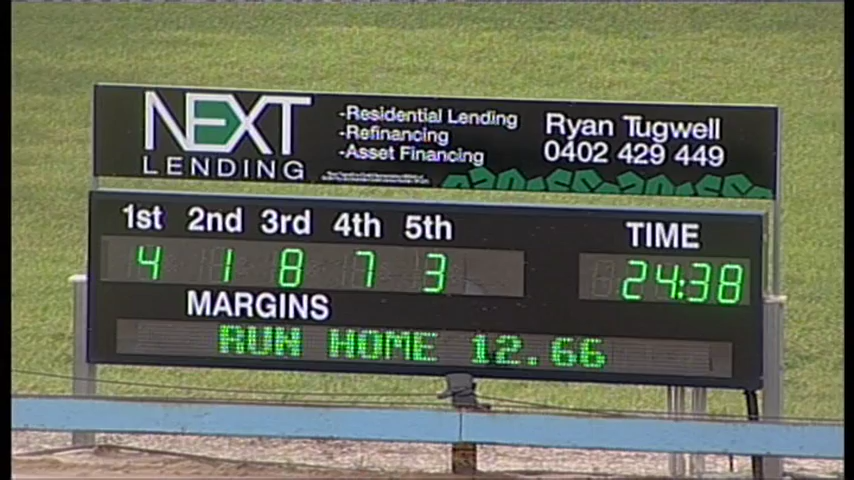 NEXT
LENDING
-Residential Lending
-Refinancing
-Asset Financing
Ryan Tugwell
0402 429 449
1st 2nd 3rd 4th 5th TIME
4 1 8 7 3 24:38
MARGINS
RUN HOME 12.66